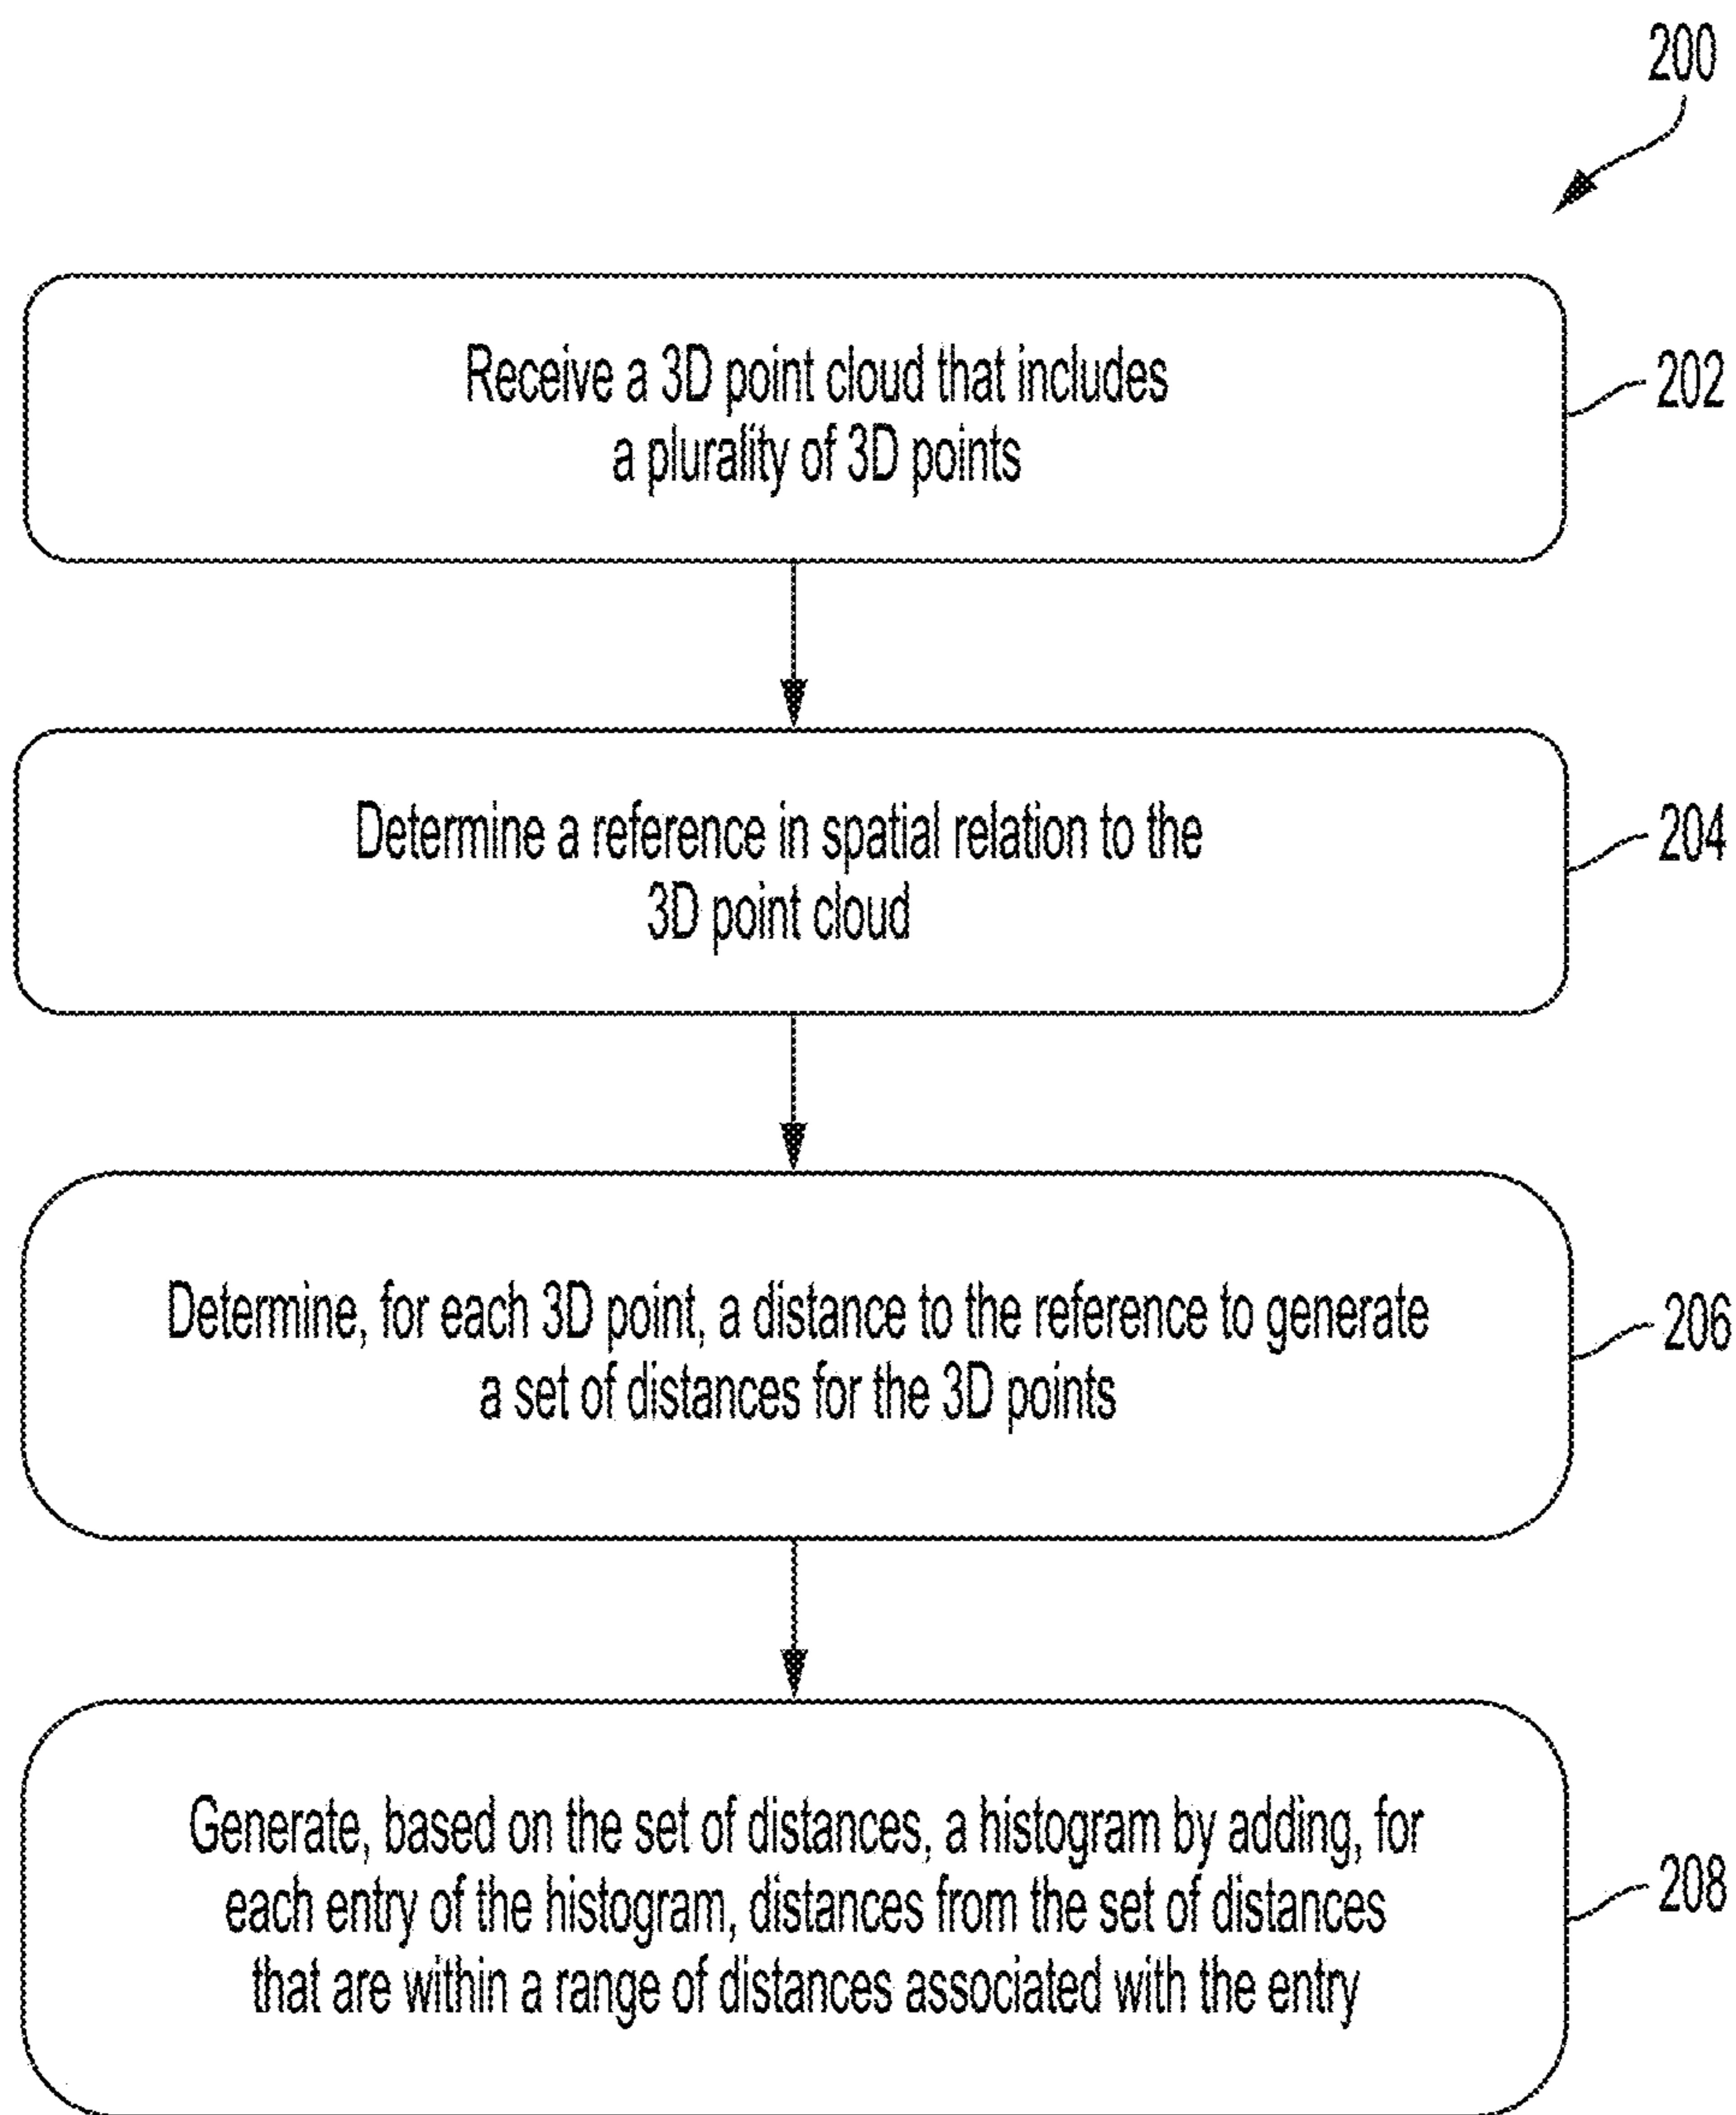 200
Receive a 3D point cloud that includes
a plurality of 3D points
202
Determine a reference in spatial relation to the
3D point cloud
204
Determine, for each 3D point, a distance to the reference to generate
a set of distances for the 3D points
206
Generate, based on the set of distances, a histogram by adding, for
each entry of the histogram, distances from the set of distances
that are within a range of distances associated with the entry
208